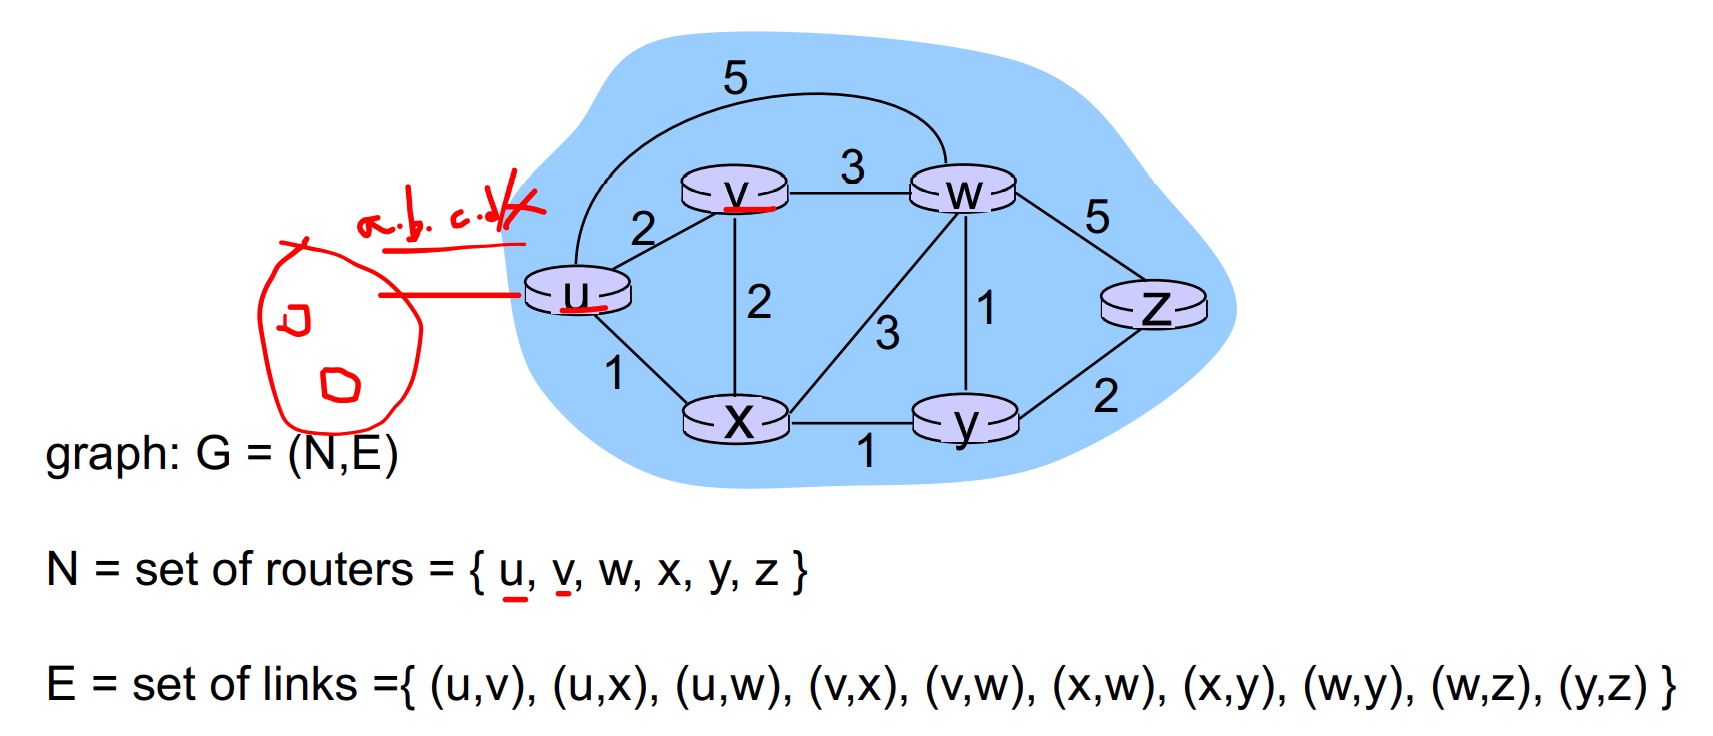 5
v
3
w
a.b.c.d/x
2
5
u
2
1
z
3
1
2
x
1
y
graph: G = (N,E)
N = set of routers = { u, v, w, x, y, z }
E = set of links ={ (u,v), (u,x), (u,w), (v,x), (v,w), (x,w), (x,y), (w,y), (w,z), (y,z) }